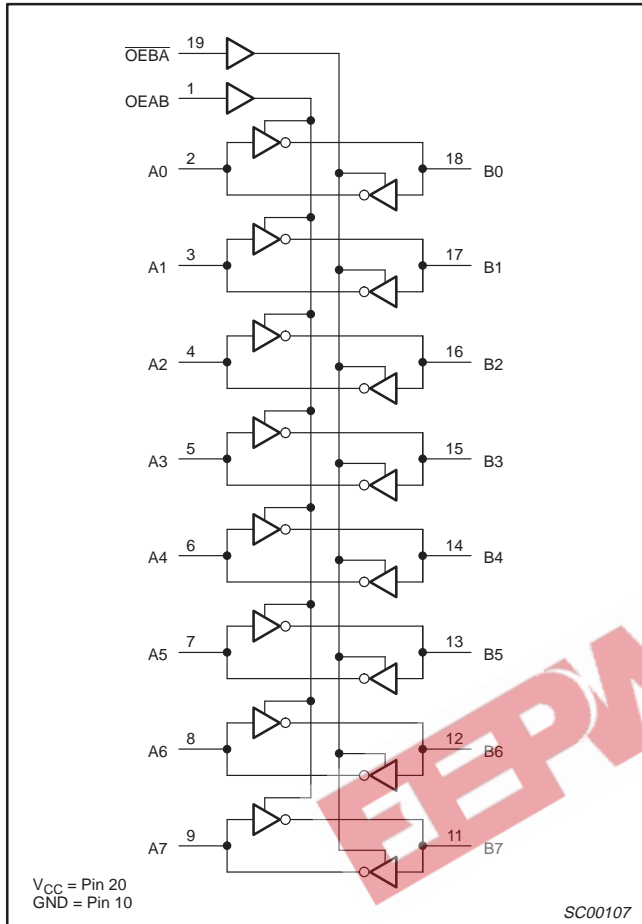 OEBA 19
OEAB 1
A0 2 18 B0
A1 3 17 B1
A2 4 16 B2
A3 5 15 B3
A4 6 14 B4
A5 7 13 B5
A6 8 12 B6
A7 9 11 B7
VCC = Pin 20
GND = Pin 10
SC00107
EEPW